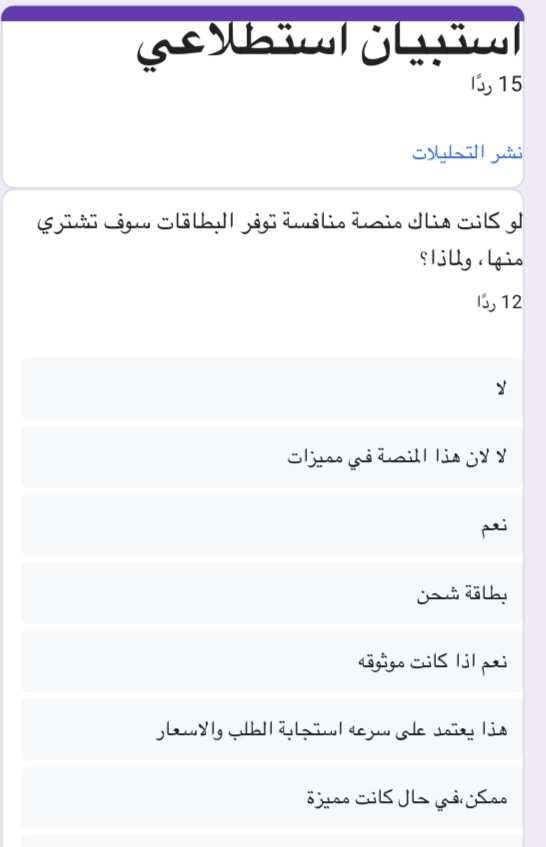 استبيان استطلاعي
15 ردًا
نشر التحليلات
لو كانت هناك منصة منافسة توفر البطاقات سوف تشتري
منها، ولماذا؟
12 ردًا
لا
لا لان هذا المنصة في مميزات
نعم
بطاقة شحن
نعم اذا كانت موثوقه
هذا يعتمد على سرعه استجابة الطلب والاسعار
ممكن،في حال كانت مميزة